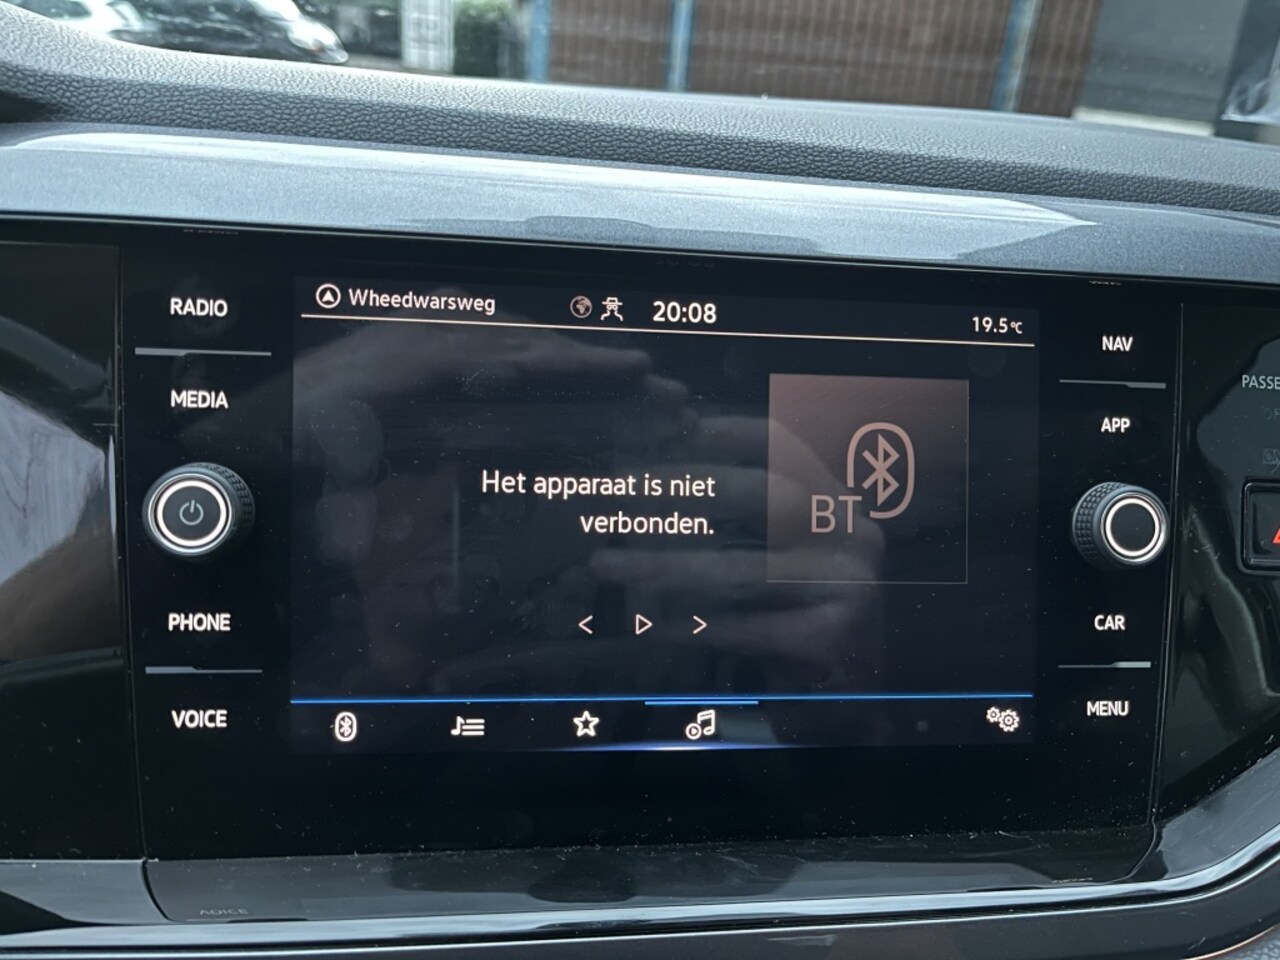 RADIO
MEDIA
PHONE
VOICE
Wheedwarsweg
20:08
19.5°C
Het apparaat is niet
verbonden.
BT
NAV
APP
CAR
MENU
PASSE